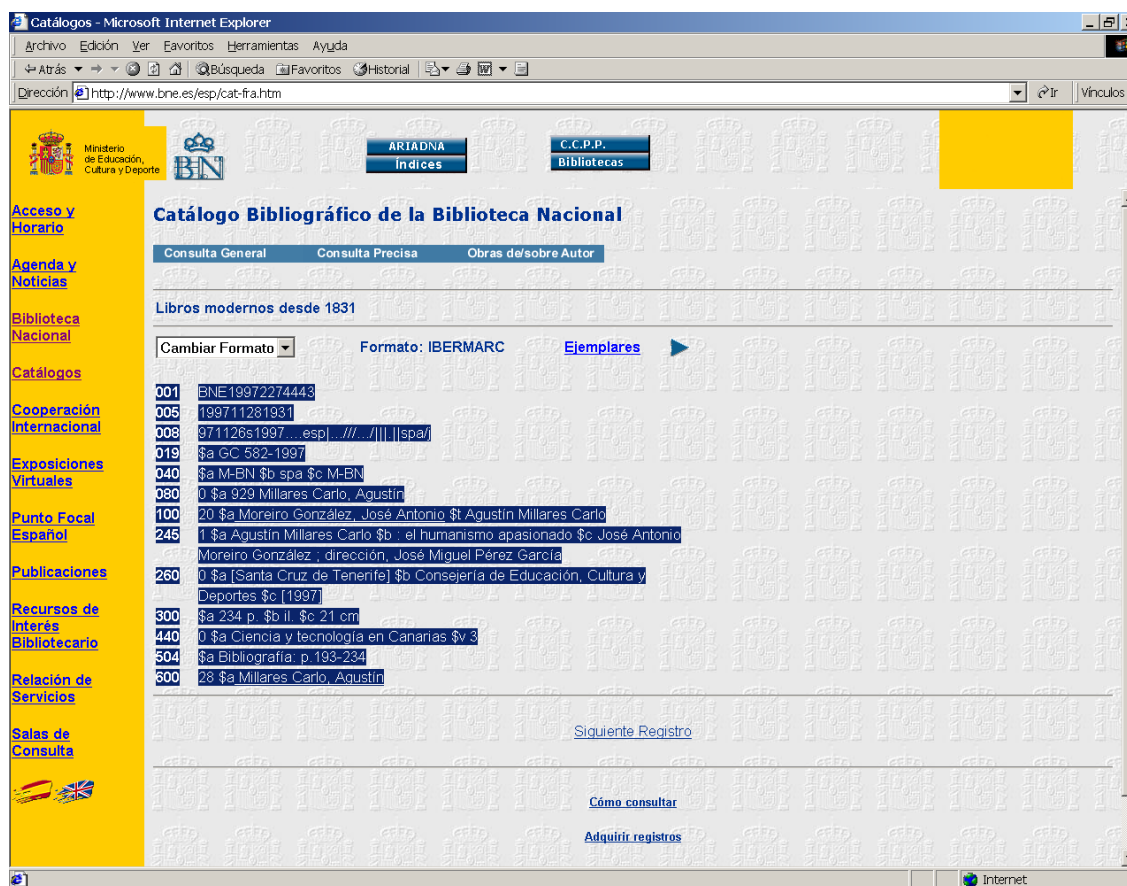 Catálogos - Microsoft Internet Explorer
Archivo Edición Ver Favoritos Herramientas Ayuda
Atrás Búsqueda Favoritos Historial
Dirección http://www.bne.es/esp/cat-fra.htm Ir Vínculos
Ministerio
de Educación,
Cultura y Deporte
BN
ARIADNA
Índices
C.C.P.P.
Bibliotecas
Acceso y
Horario
Agenda y
Noticias
Biblioteca
Nacional
Catálogos
Cooperación
Internacional
Exposiciones
Virtuales
Punto Focal
Español
Publicaciones
Recursos de
Interés
Bibliotecario
Relación de
Servicios
Salas de
Consulta
Catálogo Bibliográfico de la Biblioteca Nacional
Consulta General Consulta Precisa Obras de/sobre Autor
Libros modernos desde 1831
Cambiar Formato Formato: IBERMARC Ejemplares
001 BNE19972274443
005 199711281931
008 971126s1997....esp|...///.../|||.||spa/j
019 $a GC 582-1997
040 $a M-BN $b spa $c M-BN
080 0 $a 929 Millares Carlo, Agustín
100 20 $a Moreiro González, José Antonio $t Agustín Millares Carlo
245 1 $a Agustín Millares Carlo $b : el humanismo apasionado $c José Antonio
Moreiro González ; dirección, José Miguel Pérez García
260 0 $a [Santa Cruz de Tenerife] $b Consejería de Educación, Cultura y
Deportes $c [1997]
300 $a 234 p. $b il. $c 21 cm
440 0 $a Ciencia y tecnología en Canarias $v 3
504 $a Bibliografía: p.193-234
600 28 $a Millares Carlo, Agustín
Siguiente Registro
Cómo consultar
Adquirir registros
Internet